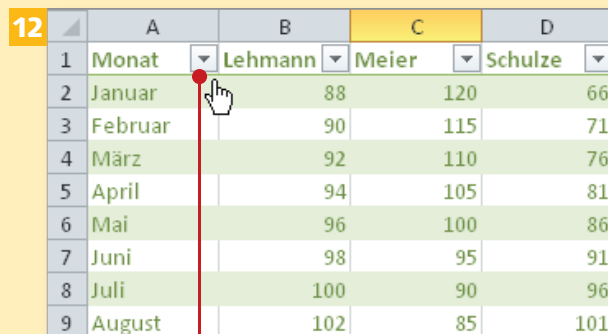 12
A B C D
1 Monat Lehmann Meier Schulze
2 Januar 88 120 66
3 Februar 90 115 71
4 März 92 110 76
5 April 94 105 81
6 Mai 96 100 86
7 Juni 98 95 91
8 Juli 100 90 96
9 August 102 85 101